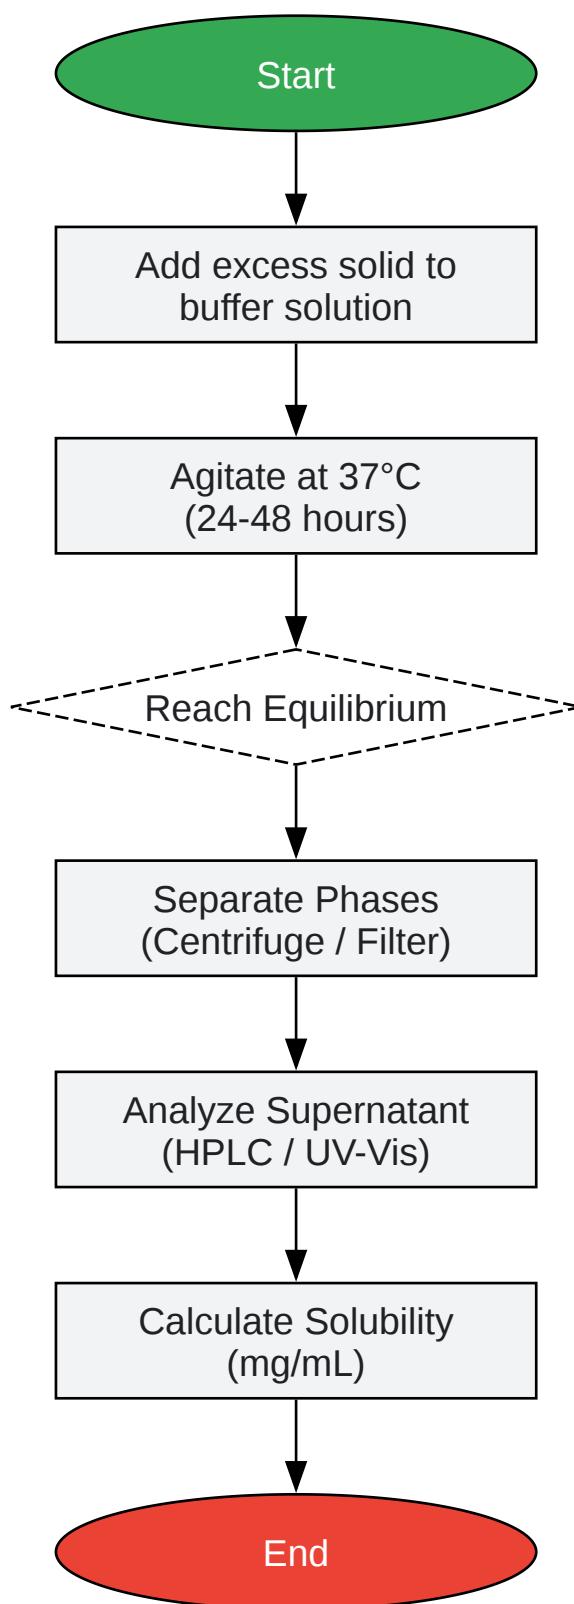 Start
Add excess solid to
buffer solution
Agitate at 37°C
(24-48 hours)
Reach Equilibrium
Separate Phases
(Centrifuge / Filter)
Analyze Supernatant
(HPLC / UV-Vis)
Calculate Solubility
(mg/mL)
End